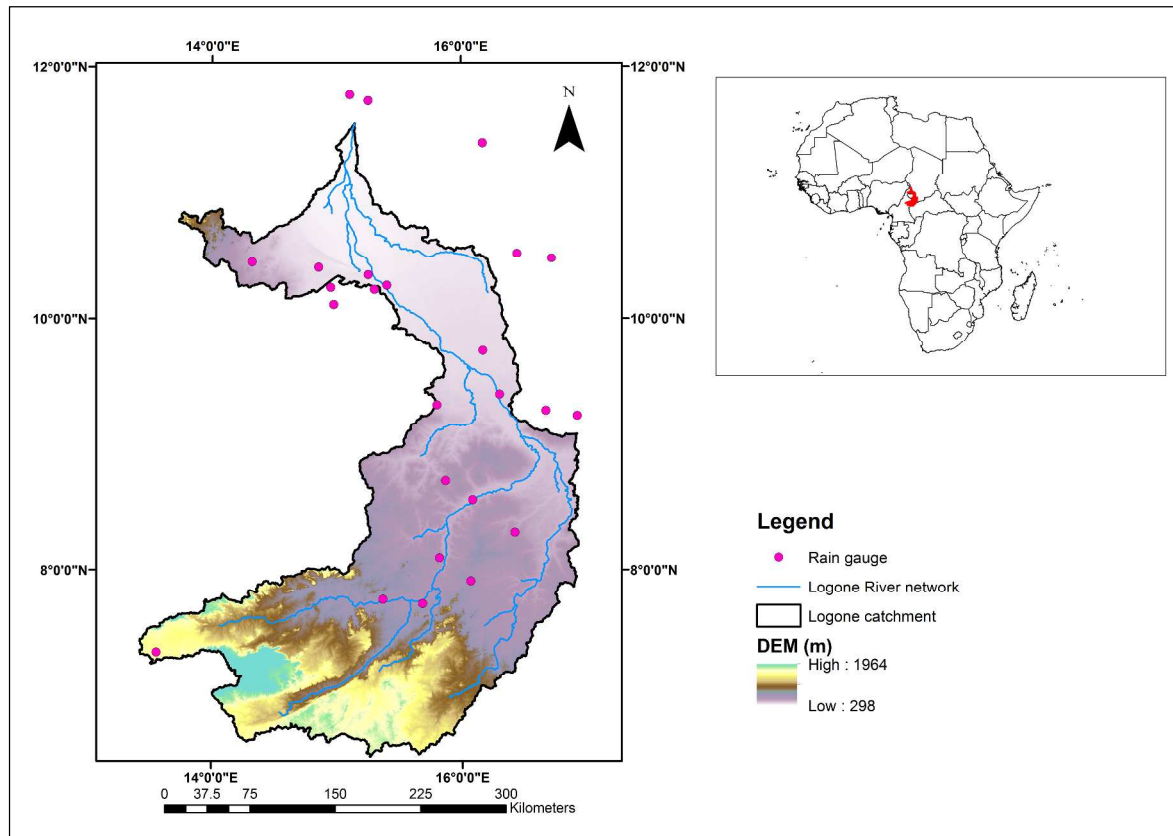 14°0'0"E 16°0'0"E
12°0'0"N 12°0'0"N
N
10°0'0"N 10°0'0"N
8°0'0"N 8°0'0"N
14°0'0"E 16°0'0"E
0 37.5 75 150 225 300
Kilometers
Legend
Rain gauge
Logone River network
Logone catchment
DEM (m)
High : 1964
Low : 298